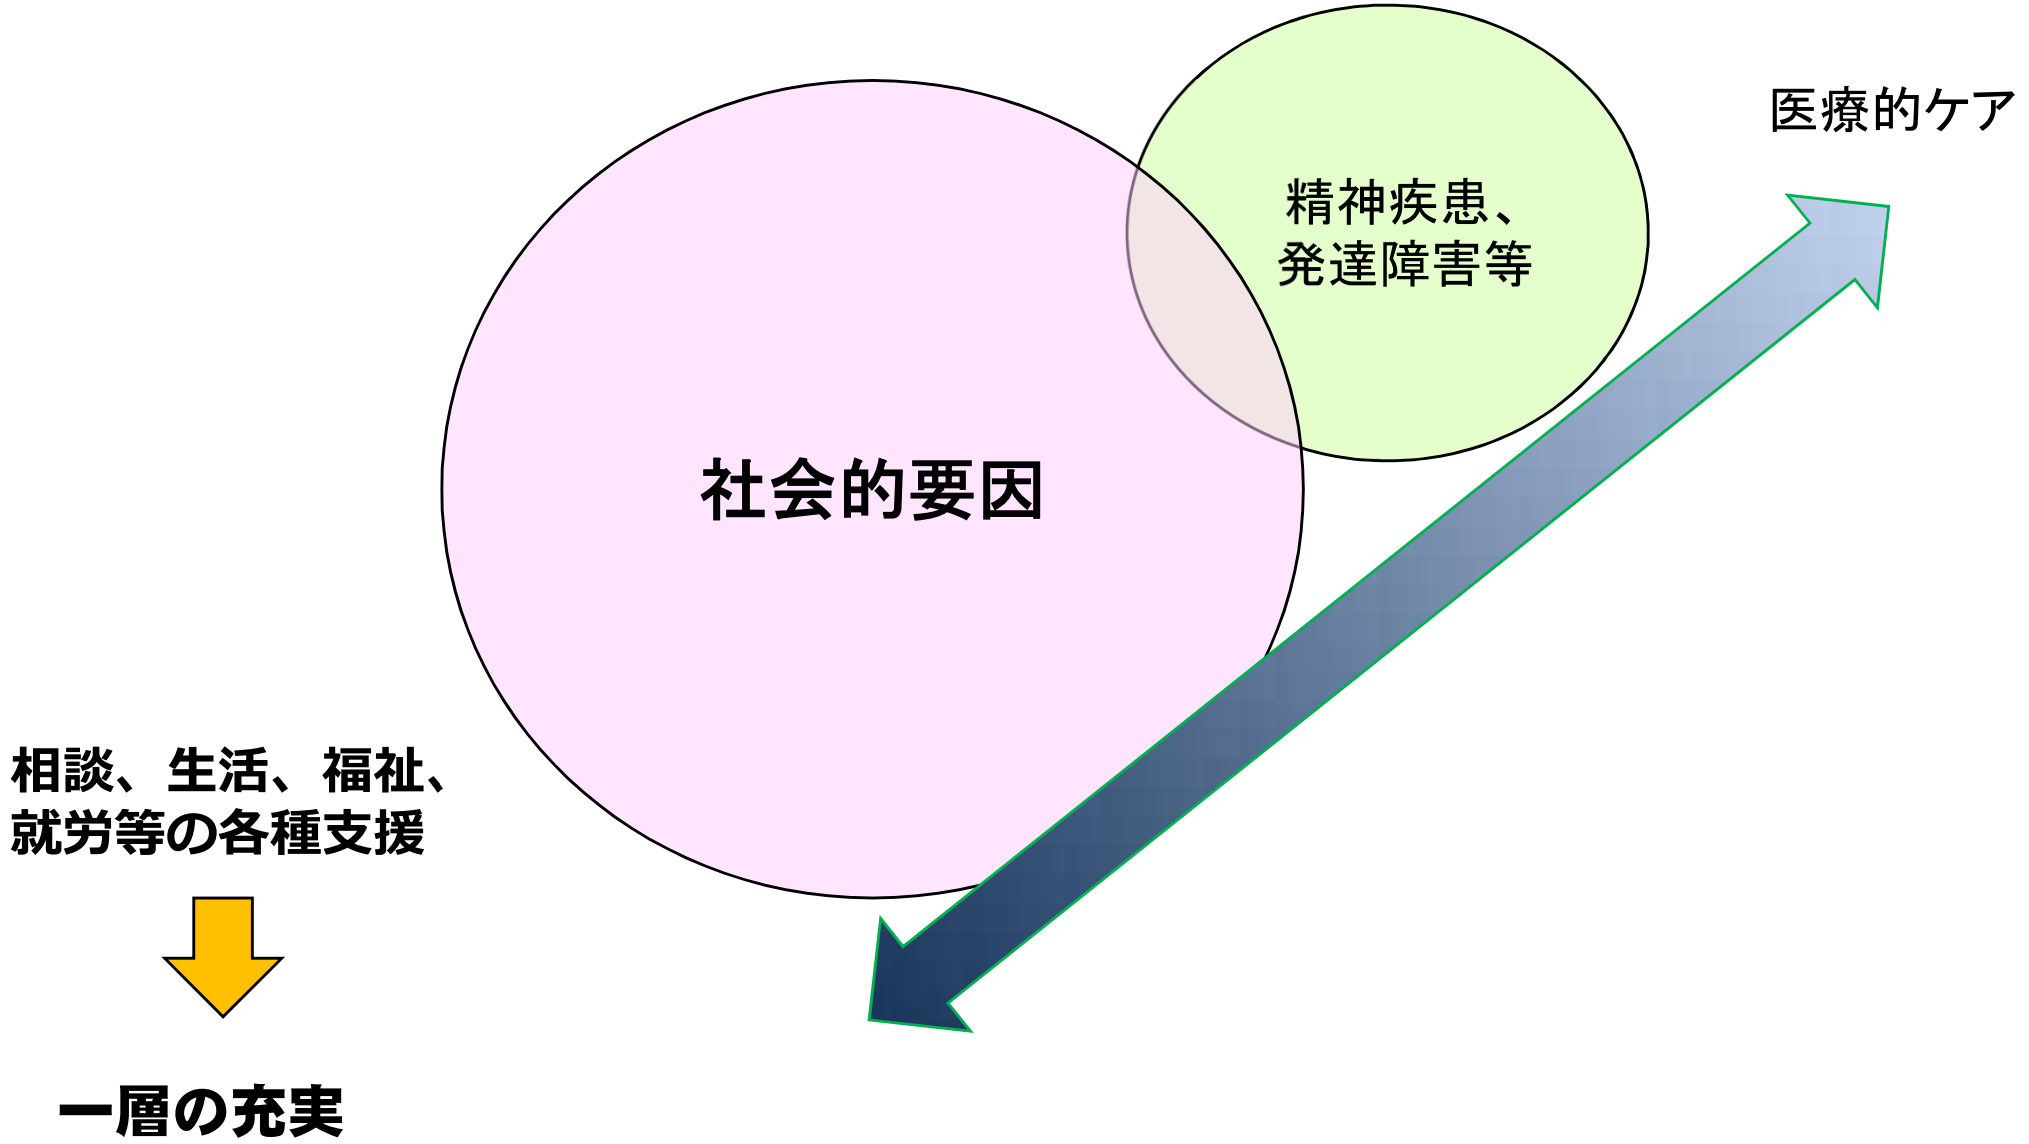 医療的ケア
精神疾患、
発達障害等
社会的要因
相談、生活、福祉、
就労等の各種支援
一層の充実